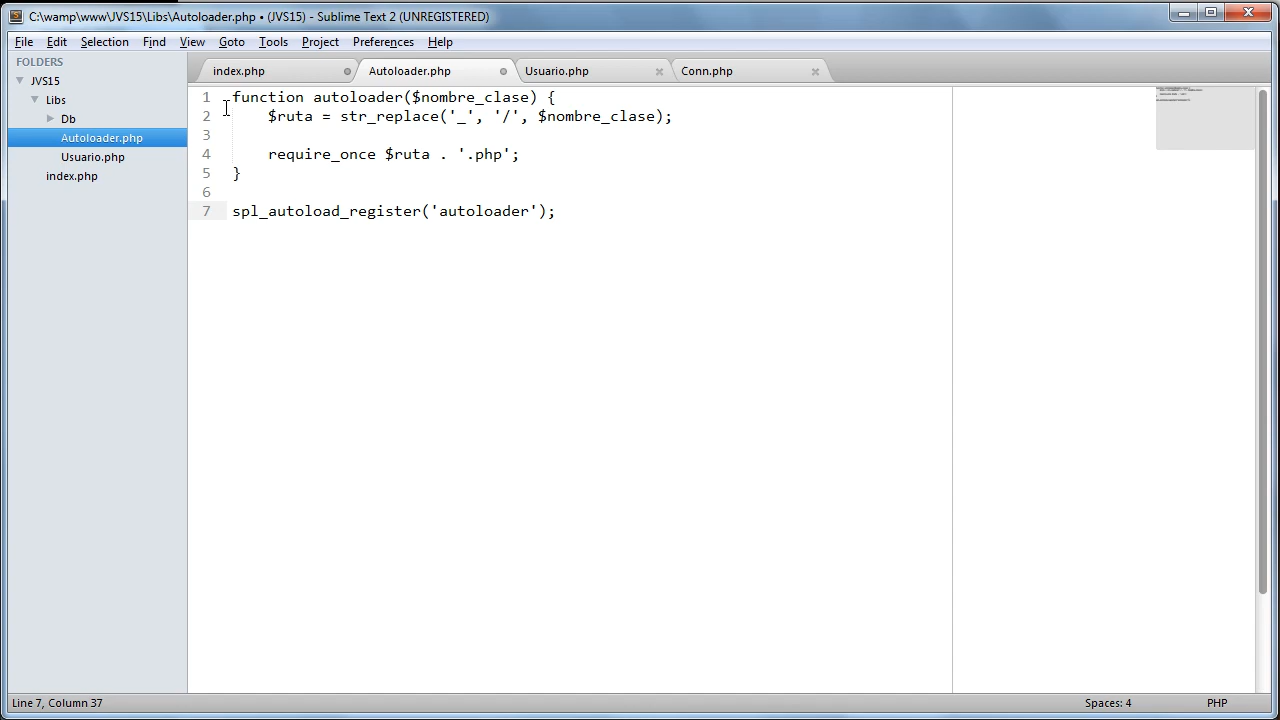 C:\wamp\www\JVS15\Libs\Autoloader.php • (JVS15) - Sublime Text 2 (UNREGISTERED)
File Edit Selection Find View Goto Tools Project Preferences Help
FOLDERS
JVS15
Libs
Db
Autoloader.php
Usuario.php
index.php
index.php Autoloader.php Usuario.php Conn.php
1 function autoloader($nombre_clase) {
2     $ruta = str_replace('_', '/', $nombre_clase);
3
4     require_once $ruta . '.php';
5 }
6
7 spl_autoload_register('autoloader');
Line 7, Column 37 Spaces: 4 PHP